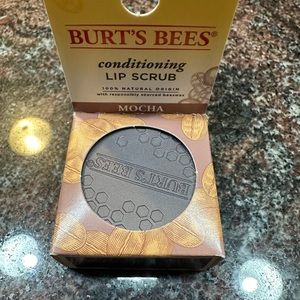 BURT'S BEES®
conditioning
LIP SCRUB
100% NATURAL ORIGIN
with responsibly sourced beeswax
MOCHA
BURT'S BEES®